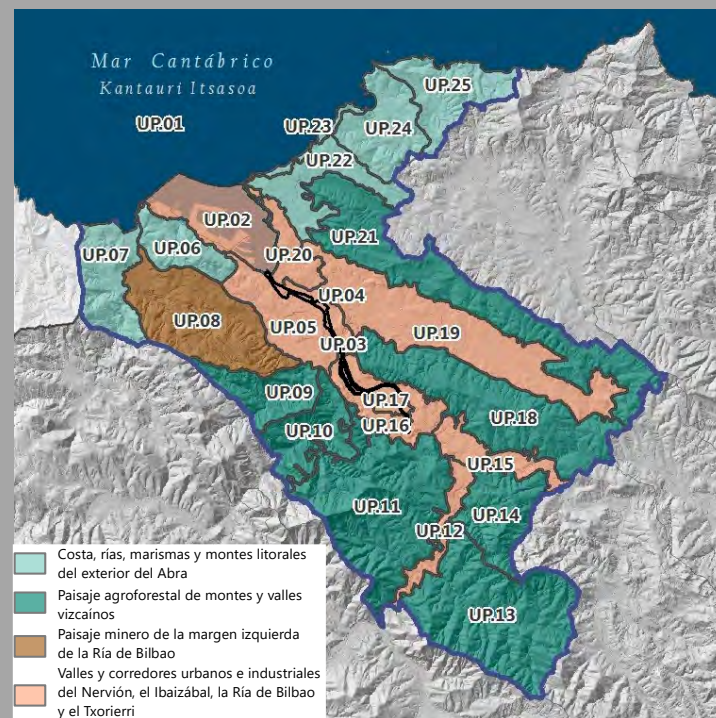 Mar Cantábrico
Kantauri Itsasoa
UP.01
UP.25
UP.23
UP.24
UP.22
UP.02
UP.07
UP.06
UP.20
UP.21
UP.04
UP.08
UP.05
UP.19
UP.03
UP.09
UP.17
UP.18
UP.16
UP.10
UP.15
UP.11
UP.14
UP.12
UP.13
Costa, rías, marismas y montes litorales
del exterior del Abra
Paisaje agroforestal de montes y valles
vizcaínos
Paisaje minero de la margen izquierda
de la Ría de Bilbao
Valles y corredores urbanos e industriales
del Nervión, el Ibaizábal, la Ría de Bilbao
y el Txorierri